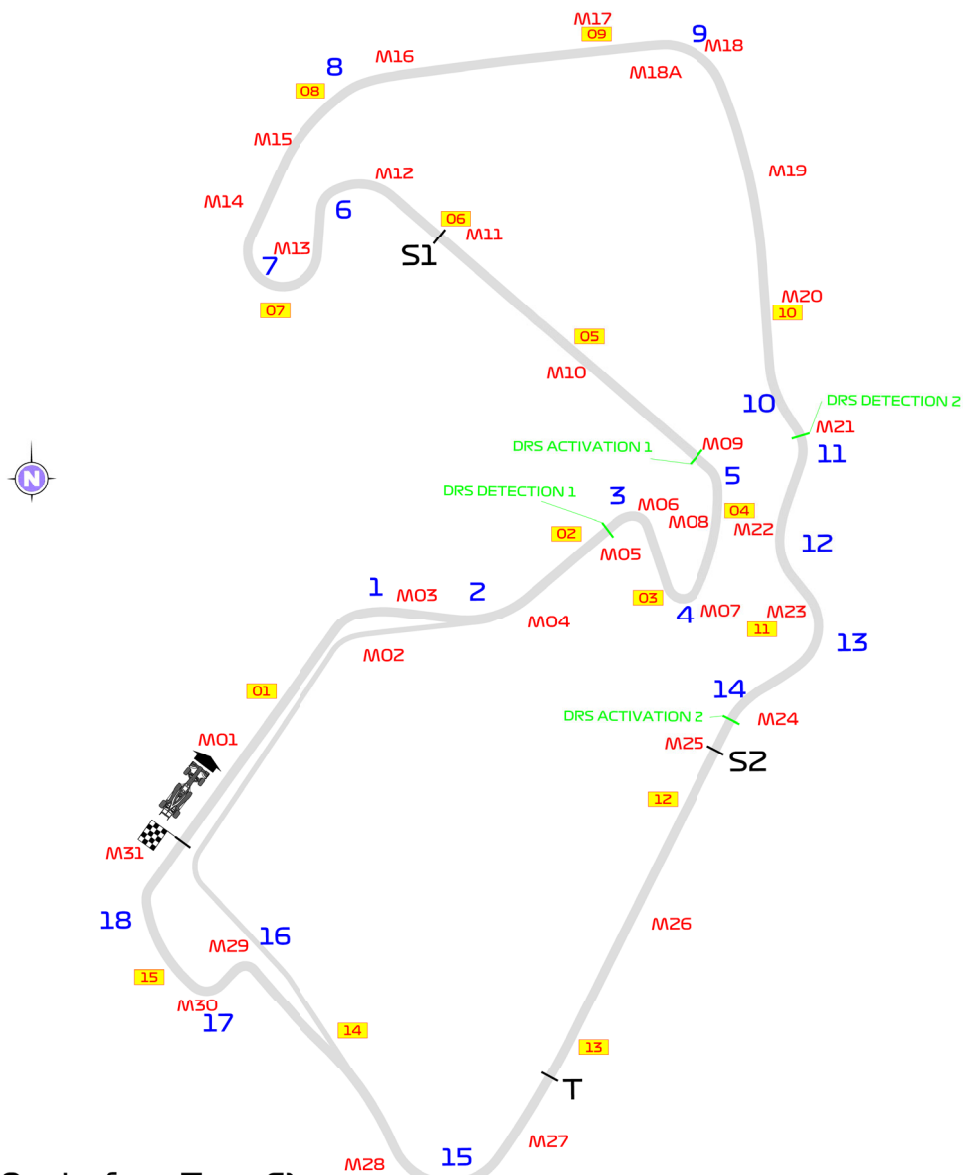 M17
09
9
M18
M16
8
M18A
08
M15
M19
M12
M14
6
06
M11
M13
S1
7
07
M20
10
05
M10
10
DRS DETECTION 2
M21
DRS ACTIVATION 1
M09
11
N
5
DRS DETECTION 1
3
M06
04
M08
M22
02
12
M05
1
M03
2
03
M07
M23
4
M04
11
13
M02
14
01
DRS ACTIVATION 2
M24
M01
M25
S2
12
M31
18
16
M26
M29
15
M30
17
14
13
T
M27
15
M28